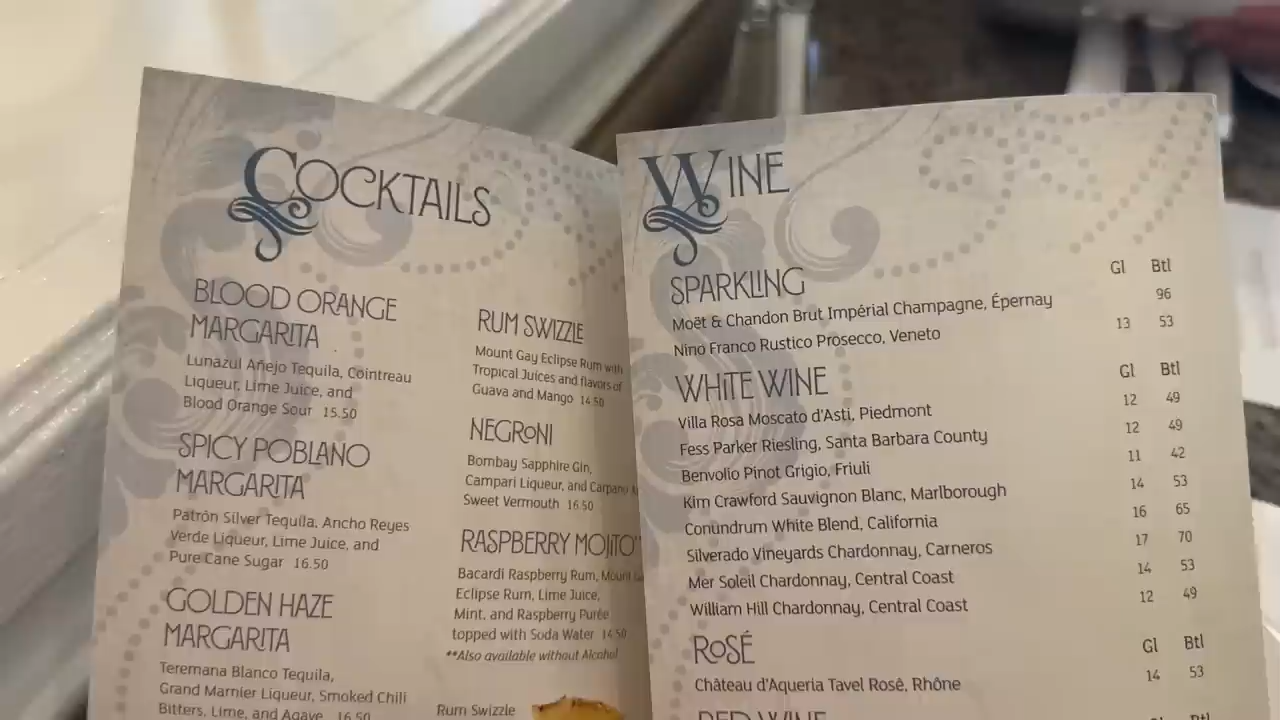 COCKTAILS
BLOOD ORANGE
MARGARITA
Lunazul Añejo Tequila, Cointreau
Liqueur, Lime Juice, and
Blood Orange Sour 15.50
SPICY POBLANO
MARGARITA
Patrón Silver Tequila, Ancho Reyes
Verde Liqueur, Lime Juice, and
Pure Cane Sugar 16.50
GOLDEN HAZE
MARGARITA
Teremana Blanco Tequila,
Grand Marnier Liqueur, Smoked Chili
Bitters, Lime, and Agave 16.50
RUM SWIZZLE
Mount Gay Eclipse Rum with
Tropical Juices and flavors of
Guava and Mango 14.50
NEGRONI
Bombay Sapphire Gin,
Campari Liqueur, and Carpano
Sweet Vermouth 16.50
RASPBERRY MOJITO
Bacardi Raspberry Rum, Mount
Eclipse Rum, Lime Juice,
Mint, and Raspberry Purée
topped with Soda Water 14.50
**Also available without Alcohol
Rum Swizzle
WINE
SPARKLING Gl Btl
Moët & Chandon Brut Impérial Champagne, Épernay 96
Nino Franco Rustico Prosecco, Veneto 13 53
WHITE WINE Gl Btl
Villa Rosa Moscato d'Asti, Piedmont 12 49
Fess Parker Riesling, Santa Barbara County 12 49
Benvolio Pinot Grigio, Friuli 11 42
Kim Crawford Sauvignon Blanc, Marlborough 14 53
Conundrum White Blend, California 16 65
Silverado Vineyards Chardonnay, Carneros 17 70
Mer Soleil Chardonnay, Central Coast 14 53
William Hill Chardonnay, Central Coast 12 49
ROSÉ Gl Btl
Château d'Aqueria Tavel Rosé, Rhône 14 53
RED WINE Gl Btl